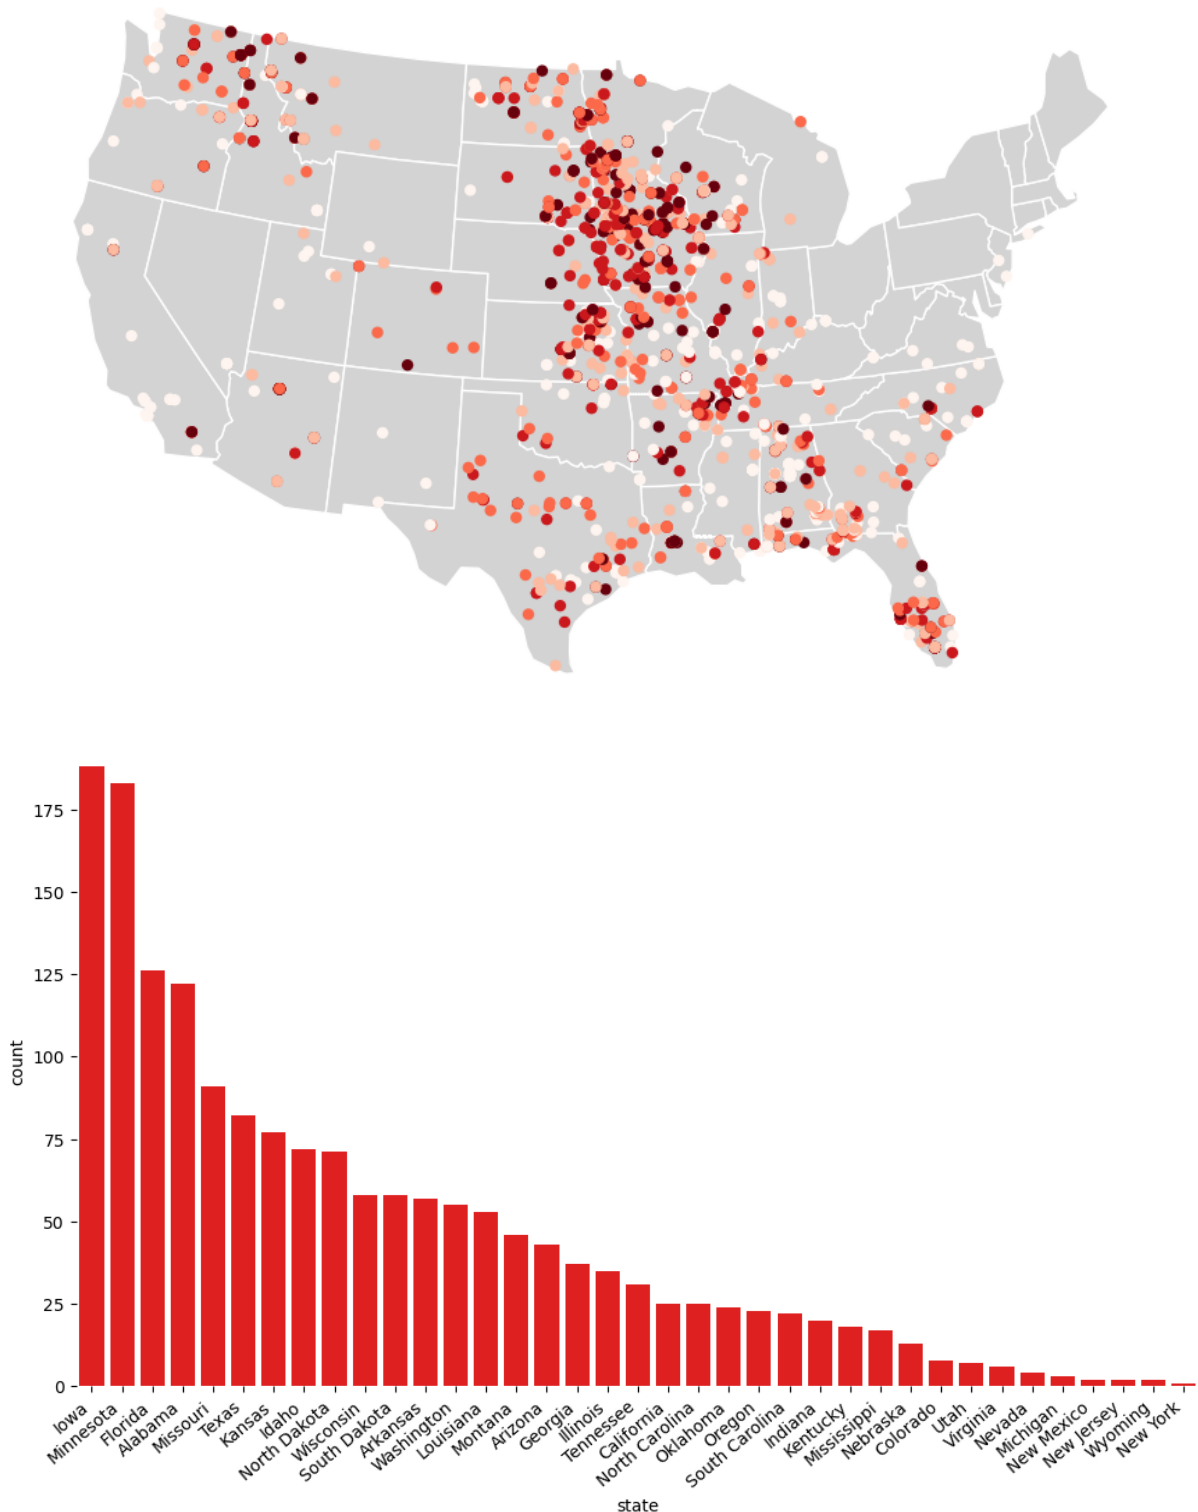 175
150
125
100
75
50
25
0
count
Iowa
Minnesota
Florida
Alabama
Missouri
Texas
Kansas
Idaho
North Dakota
Wisconsin
South Dakota
Arkansas
Washington
Louisiana
Montana
Arizona
Georgia
Illinois
Tennessee
California
North Carolina
Oklahoma
Oregon
South Carolina
Indiana
Kentucky
Mississippi
Nebraska
Colorado
Utah
Virginia
Nevada
Michigan
New Mexico
New Jersey
Wyoming
New York
state